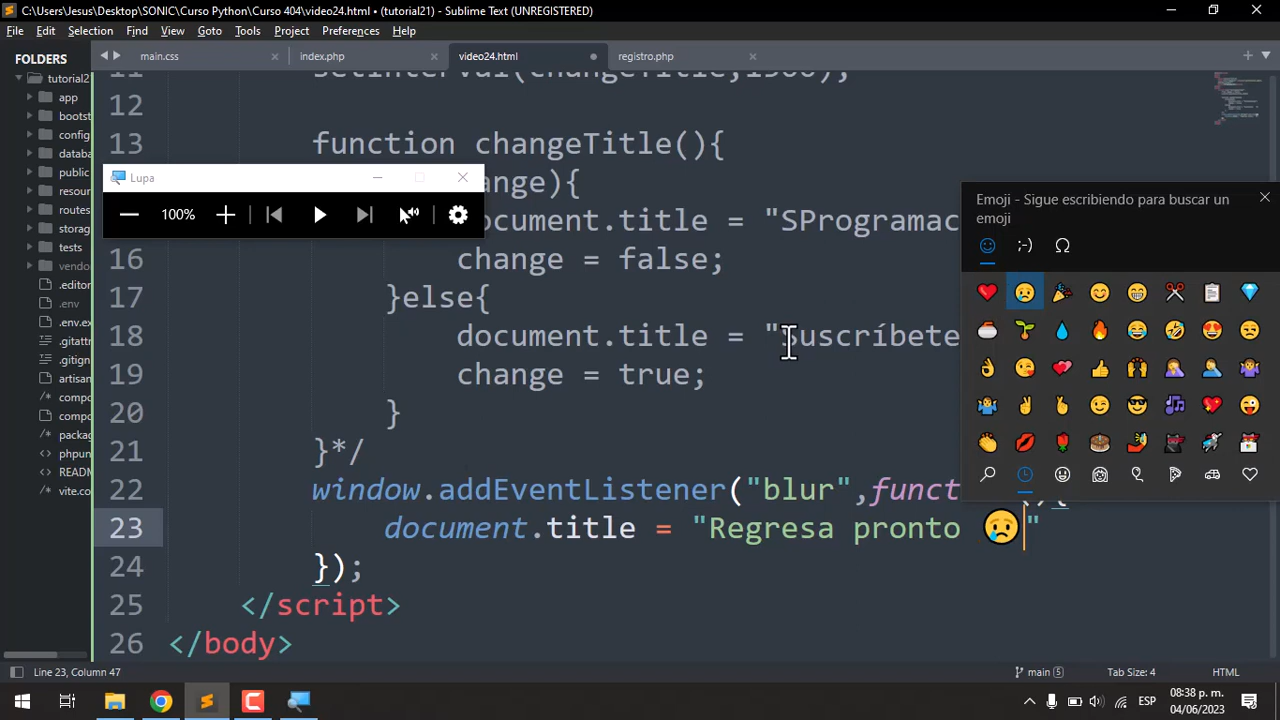 C:\Users\Jesus\Desktop\SONIC\Curso Python\Curso 404\video24.html • (tutorial21) - Sublime Text (UNREGISTERED)
File Edit Selection Find View Goto Tools Project Preferences Help
FOLDERS
main.css
index.php
video24.html
registro.php
tutorial2
app
bootst
config
databa
public
resour
routes
storag
tests
vendo
.editor
.env
.env.ex
.gitattr
.gitign
artisan
compo
compo
packag
phpun
README
vite.co
11 setInterval(changeTitle,1500);
12
13 function changeTitle(){
ange){
ocument.title = "SProgramac
16 change = false;
17 }else{
18 document.title = "Suscríbete
19 change = true;
20 }
21 }*/
22 window.addEventListener("blur",funct
23 document.title = "Regresa pronto 😢"
24 });
25 </script>
26 </body>
Lupa
100%
Emoji - Sigue escribiendo para buscar un
emoji
;-)
Ω
Line 23, Column 47
main 5
Tab Size: 4
HTML
ESP
08:38 p. m.
04/06/2023